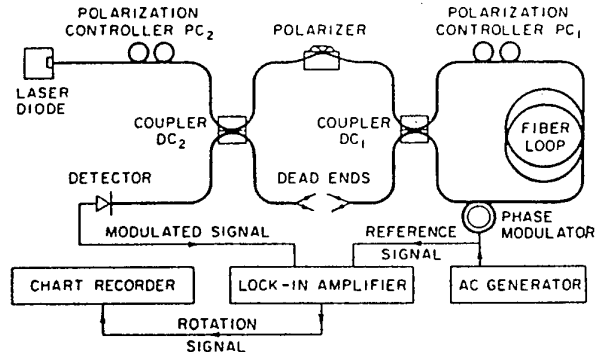 POLARIZATION
CONTROLLER PC2
POLARIZER
POLARIZATION
CONTROLLER PC1
LASER
DIODE
COUPLER
DC2
COUPLER
DC1
FIBER
LOOP
DETECTOR
DEAD ENDS
PHASE
MODULATOR
MODULATED SIGNAL
REFERENCE
SIGNAL
CHART RECORDER
LOCK-IN AMPLIFIER
AC GENERATOR
ROTATION
SIGNAL